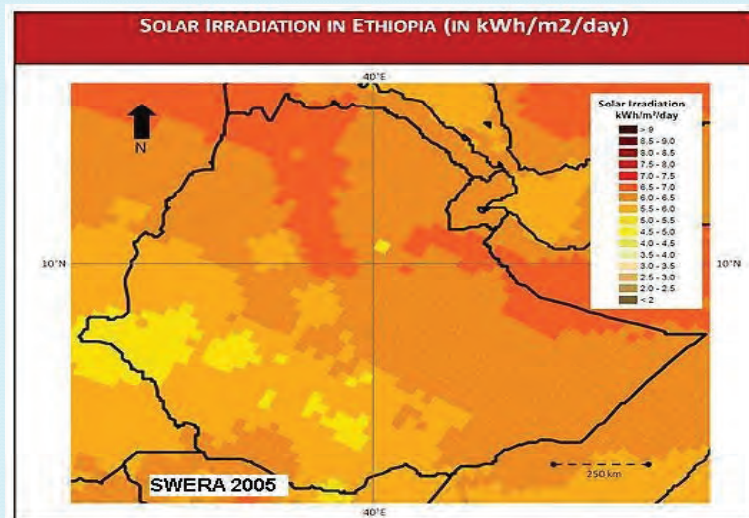 SOLAR IRRADIATION IN ETHIOPIA (IN kWh/m2/day)
40°E
N
Solar Irradiation
kWh/m²/day
> 9
8.5 - 9.0
8.0 - 8.5
7.5 - 8.0
7.0 - 7.5
6.5 - 7.0
6.0 - 6.5
5.5 - 6.0
5.0 - 5.5
4.5 - 5.0
4.0 - 4.5
3.5 - 4.0
3.0 - 3.5
2.5 - 3.0
2.0 - 2.5
< 2
10°N
10°N
250 km
SWERA 2005
40°E